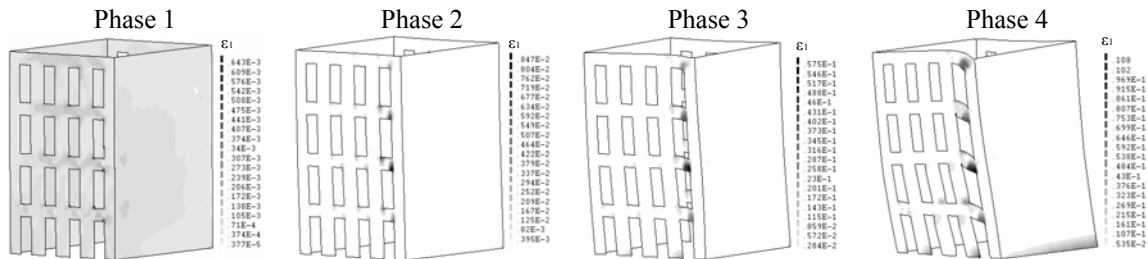 Phase 1
Phase 2
Phase 3
Phase 4
ε1
.643E-3
.609E-3
.576E-3
.542E-3
.508E-3
.475E-3
.441E-3
.407E-3
.374E-3
.34E-3
.307E-3
.273E-3
.239E-3
.206E-3
.172E-3
.138E-3
.105E-3
.71E-4
.374E-4
.377E-5
ε1
.847E-2
.804E-2
.762E-2
.719E-2
.677E-2
.634E-2
.592E-2
.549E-2
.507E-2
.464E-2
.422E-2
.379E-2
.337E-2
.294E-2
.252E-2
.209E-2
.167E-2
.125E-2
.82E-3
.395E-3
ε1
.575E-1
.546E-1
.517E-1
.488E-1
.46E-1
.431E-1
.402E-1
.373E-1
.345E-1
.316E-1
.287E-1
.258E-1
.23E-1
.201E-1
.172E-1
.143E-1
.115E-1
.859E-2
.572E-2
.284E-2
ε1
.108
.102
.969E-1
.915E-1
.861E-1
.807E-1
.753E-1
.699E-1
.646E-1
.592E-1
.538E-1
.484E-1
.43E-1
.376E-1
.323E-1
.269E-1
.215E-1
.161E-1
.107E-1
.535E-2